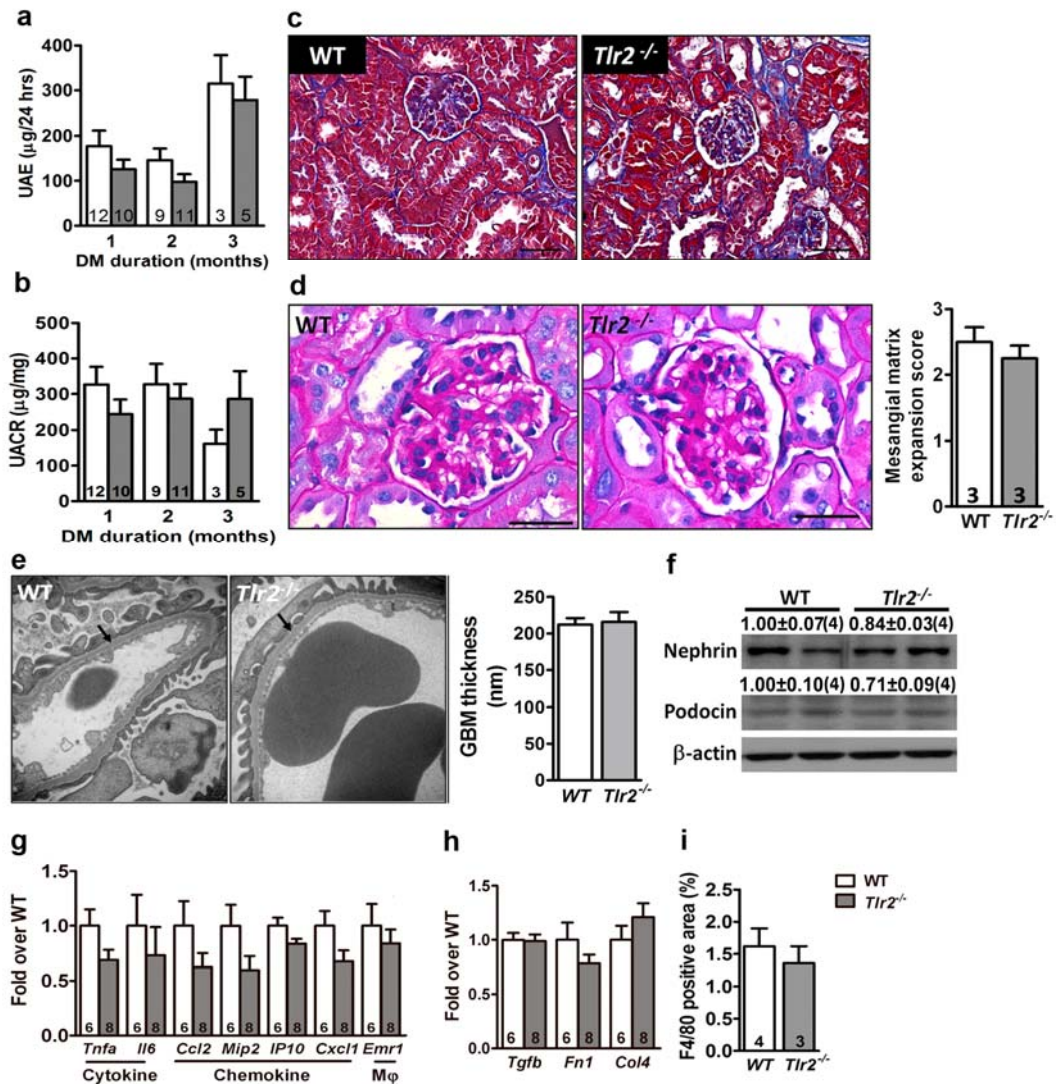 a
UAE (µg/24 hrs)
400
300
200
100
0
12 10 9 11 3 5
1 2 3
DM duration (months)
b
UACR (µg/mg)
500
400
300
200
100
0
12 10 9 11 3 5
1 2 3
DM duration (months)
c
WT
Tlr2 -/-
d
WT
Tlr2 -/-
Mesangial matrix
expansion score
3
2
1
0
3 3
WT Tlr2-/-
e
WT
Tlr2-/-
GBM thickness
(nm)
250
200
150
100
50
0
WT Tlr2-/-
f
WT Tlr2-/-
1.00±0.07(4) 0.84±0.03(4)
Nephrin
1.00±0.10(4) 0.71±0.09(4)
Podocin
β-actin
g
Fold over WT
1.5
1.0
0.5
0.0
6 8 6 8 6 8 6 8 6 8 6 8 6 8
Tnfa Il6 Ccl2 Mip2 IP10 Cxcl1 Emr1
Cytokine Chemokine Mφ
h
Fold over WT
1.5
1.0
0.5
0.0
6 8 6 8 6 8
Tgfb Fn1 Col4
i
F4/80 positive area (%)
2.5
2.0
1.5
1.0
0.5
0.0
4 3
WT Tlr2-/-
WT
Tlr2-/-